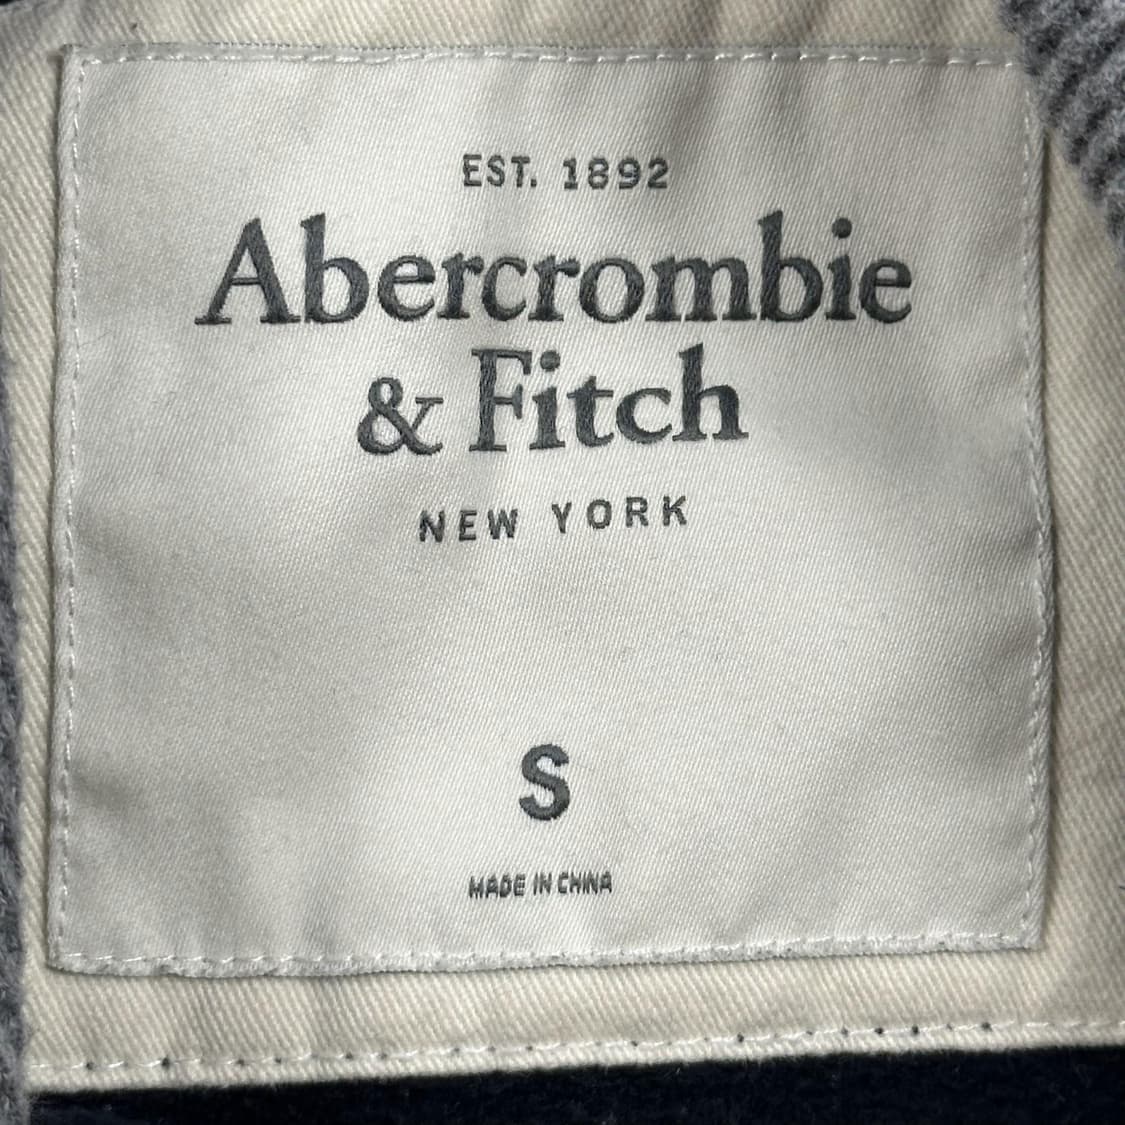 EST. 1892
Abercrombie
& Fitch
NEW YORK
S
MADE IN CHINA